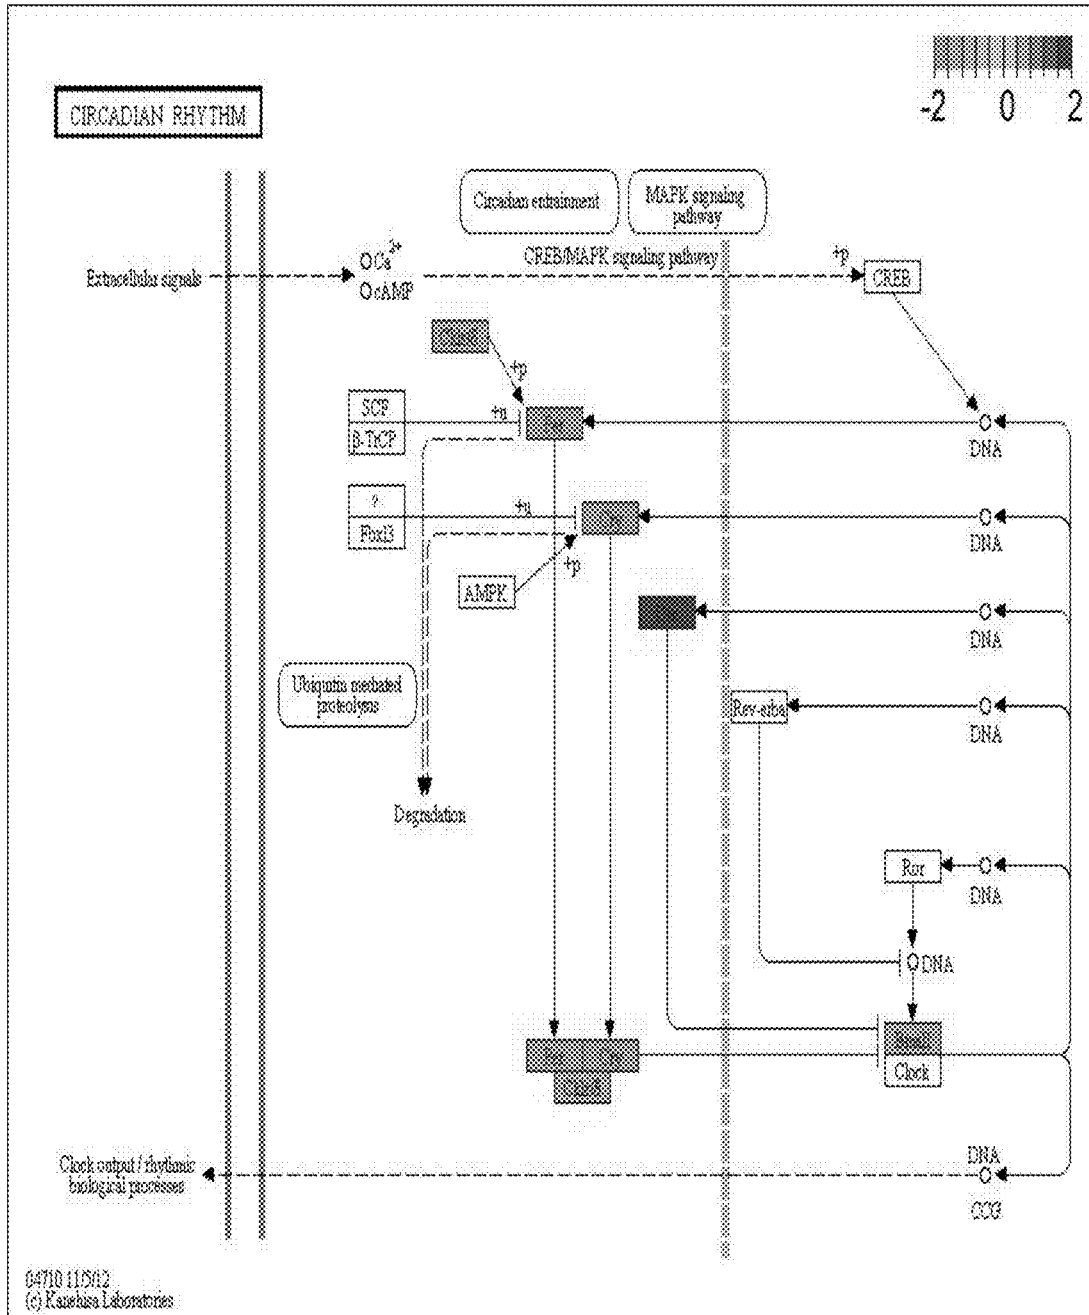 -2 0 2
CIRCADIAN RHYTHM
Circadian entrainment
MAPK signaling
pathway
Extracellular signals
Ca 2+
cAMP
CREB/MAPK signaling pathway
+p
CREB
+p
SCF
β-TrCP
+u
DNA
?
Fbxl3
+u
DNA
+p
AMPK
DNA
Ubiquitin mediated
proteolysis
Rev-erbα
DNA
Degradation
Ror
DNA
DNA
Clock
Clock output / rhythmic
biological processes
DNA
CCG
04710 11/5/12
(c) Kanehisa Laboratories